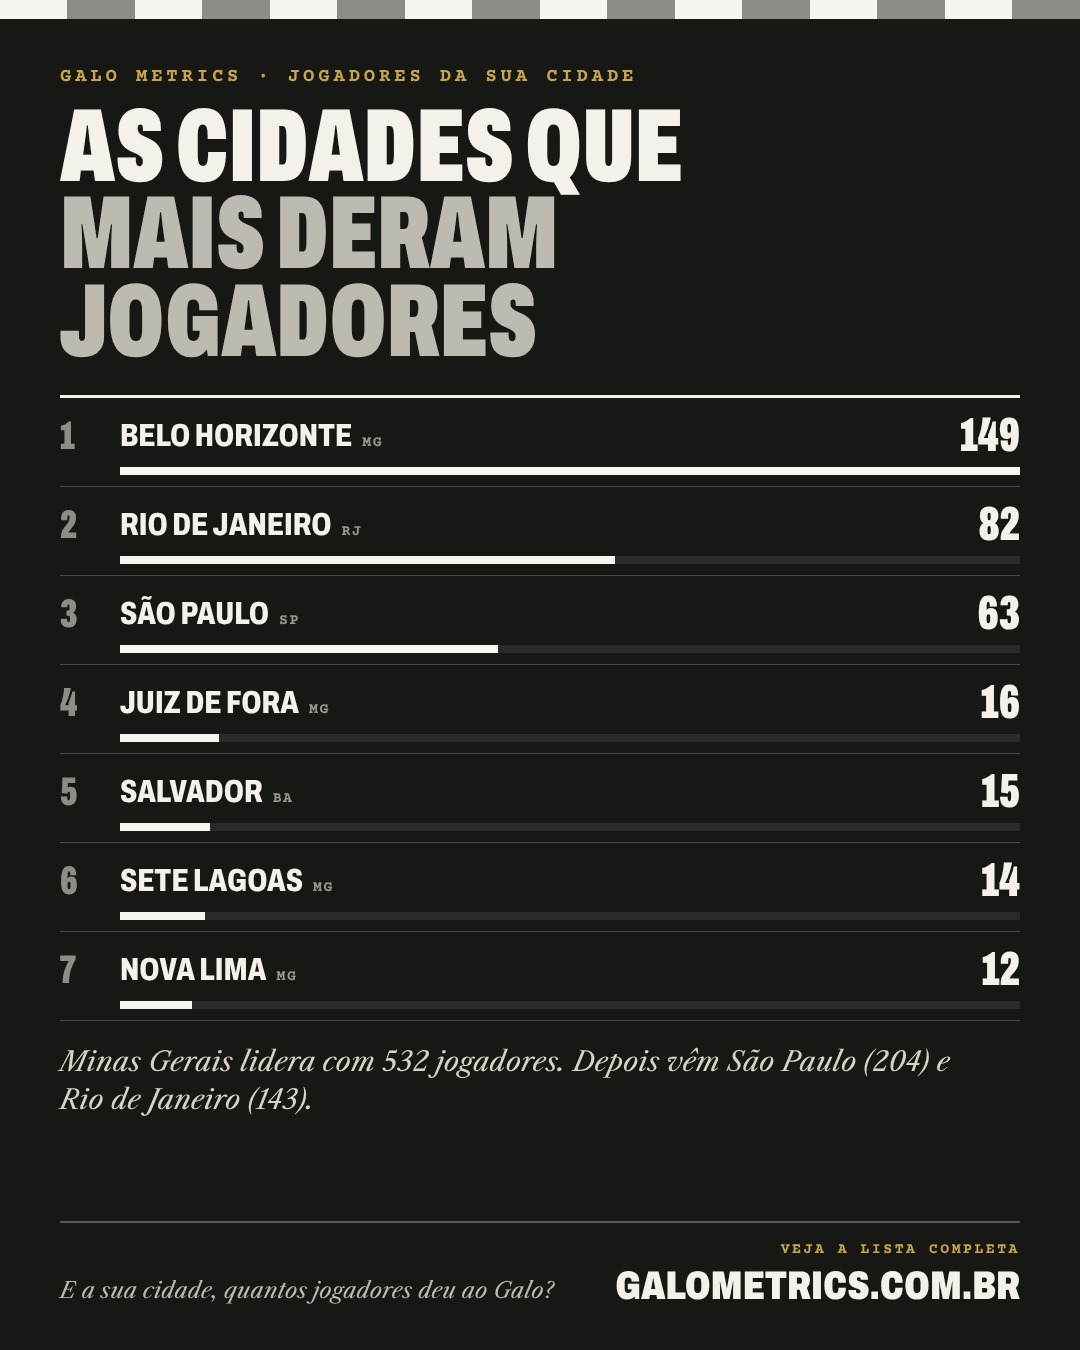 GALO METRICS · JOGADORES DA SUA CIDADE
AS CIDADES QUE
MAIS DERAM
JOGADORES
1 BELO HORIZONTE MG 149
2 RIO DE JANEIRO RJ 82
3 SÃO PAULO SP 63
4 JUIZ DE FORA MG 16
5 SALVADOR BA 15
6 SETE LAGOAS MG 14
7 NOVA LIMA MG 12
Minas Gerais lidera com 532 jogadores. Depois vêm São Paulo (204) e
Rio de Janeiro (143).
VEJA A LISTA COMPLETA
E a sua cidade, quantos jogadores deu ao Galo? GALOMETRICS.COM.BR